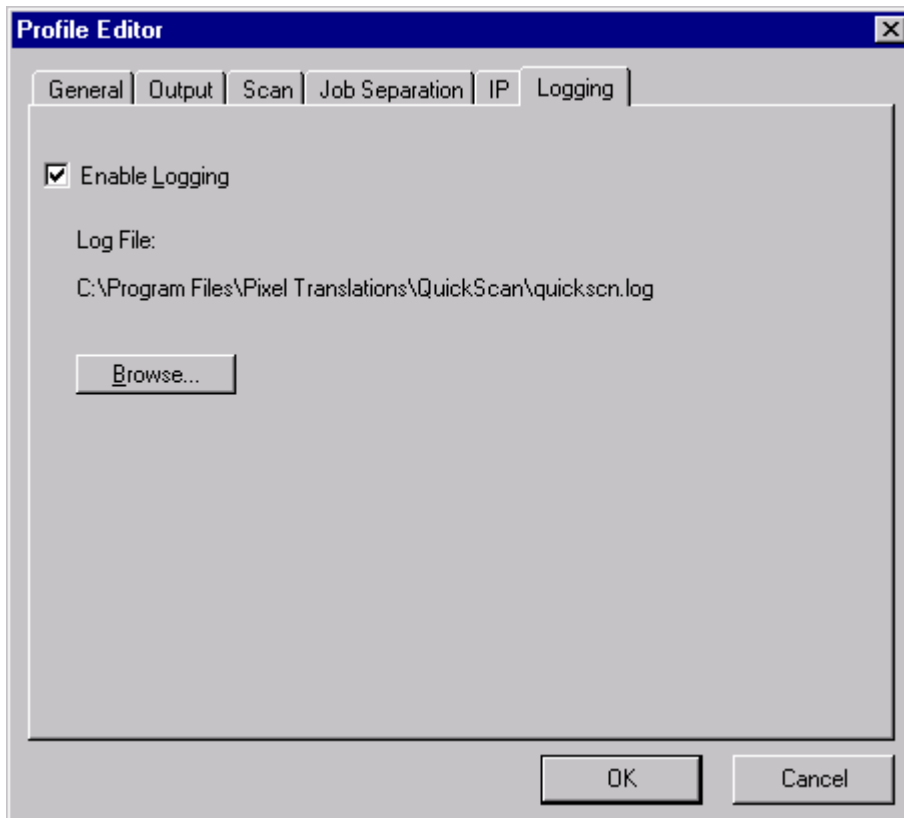 Profile Editor
General Output Scan Job Separation IP Logging
Enable Logging
Log File:
C:\Program Files\Pixel Translations\QuickScan\quickscn.log
Browse...
OK Cancel